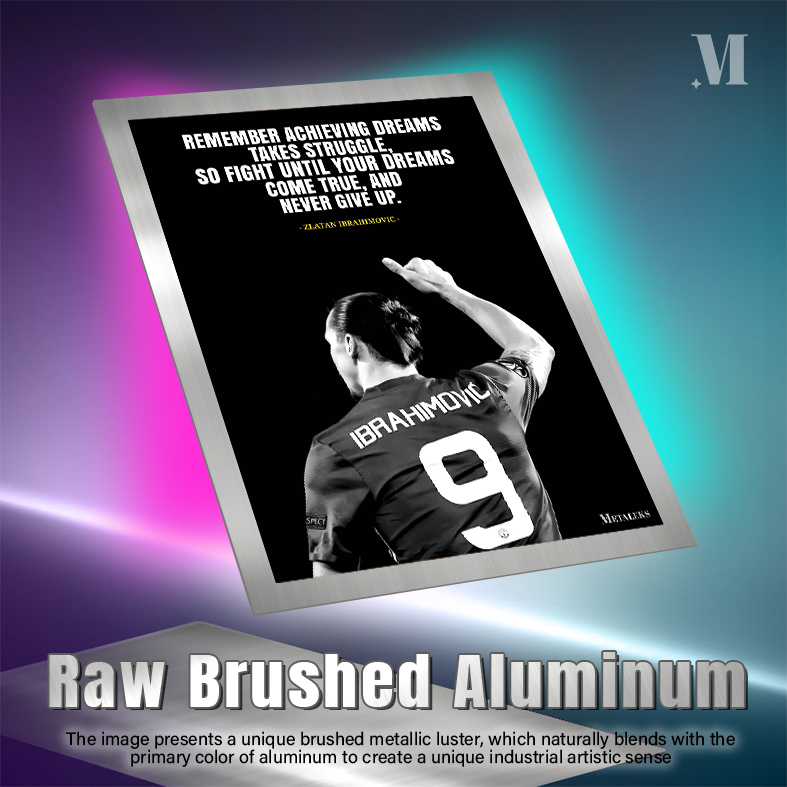 M
REMEMBER ACHIEVING DREAMS
TAKES STRUGGLE,
SO FIGHT UNTIL YOUR DREAMS
COME TRUE, AND
NEVER GIVE UP.
- ZLATAN IBRAHIMOVIC -
IBRAHIMOVIĆ
9
RESPECT
METALEKS
Raw Brushed Aluminum
The image presents a unique brushed metallic luster, which naturally blends with the
primary color of aluminum to create a unique industrial artistic sense